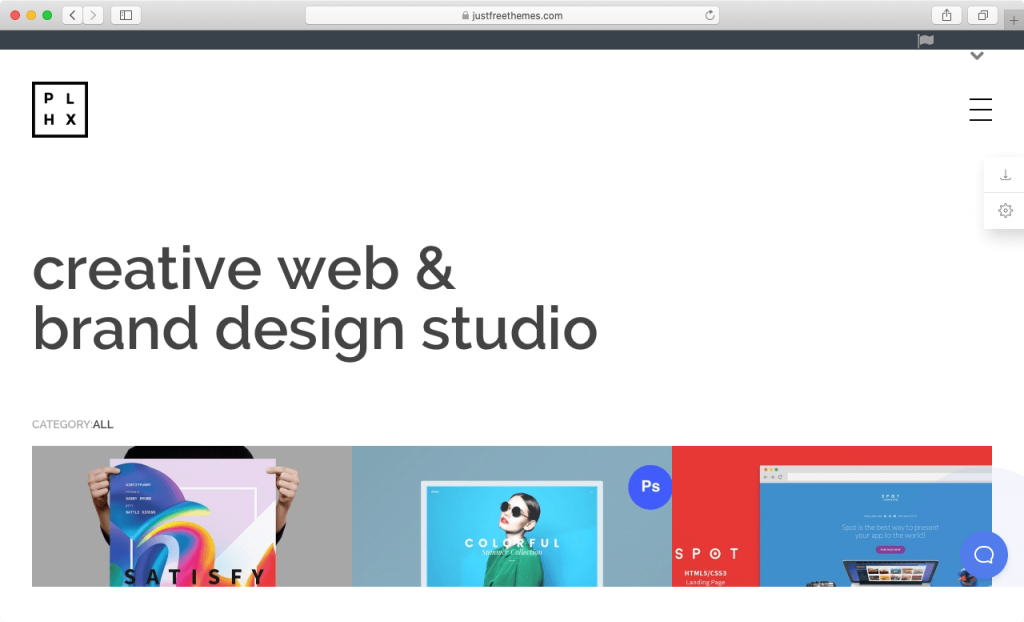 justfreethemes.com
P L
H X
creative web &
brand design studio
CATEGORY:ALL
SATISFY
Ps
COLORFUL
Summer Collection
SPOT
HTML5/CSS3
Landing Page
SPOT
Spot is the best way to present
your app to the world!